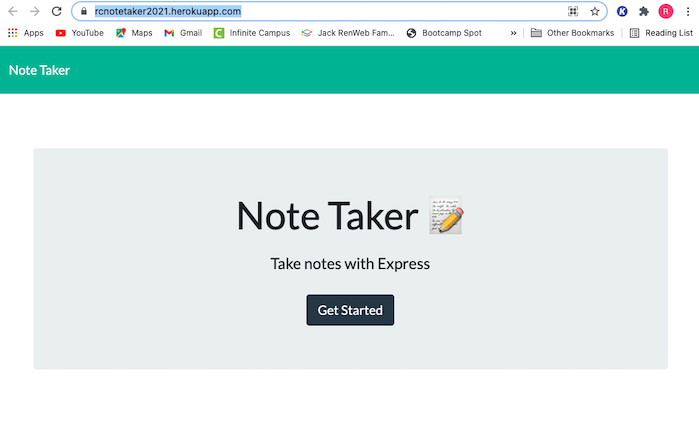 rcnotetaker2021.herokuapp.com
R
Apps YouTube Maps Gmail Infinite Campus Jack RenWeb Fam... Bootcamp Spot » Other Bookmarks Reading List
Note Taker
Note Taker
Take notes with Express
Get Started